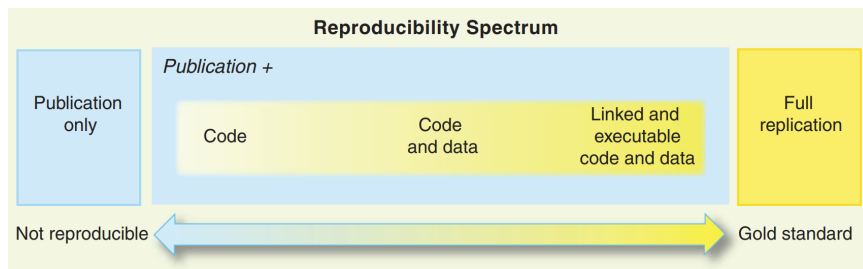 Reproducibility Spectrum
Publication
only
Publication +
Code
Code
and data
Linked and
executable
code and data
Full
replication
Not reproducible
Gold standard